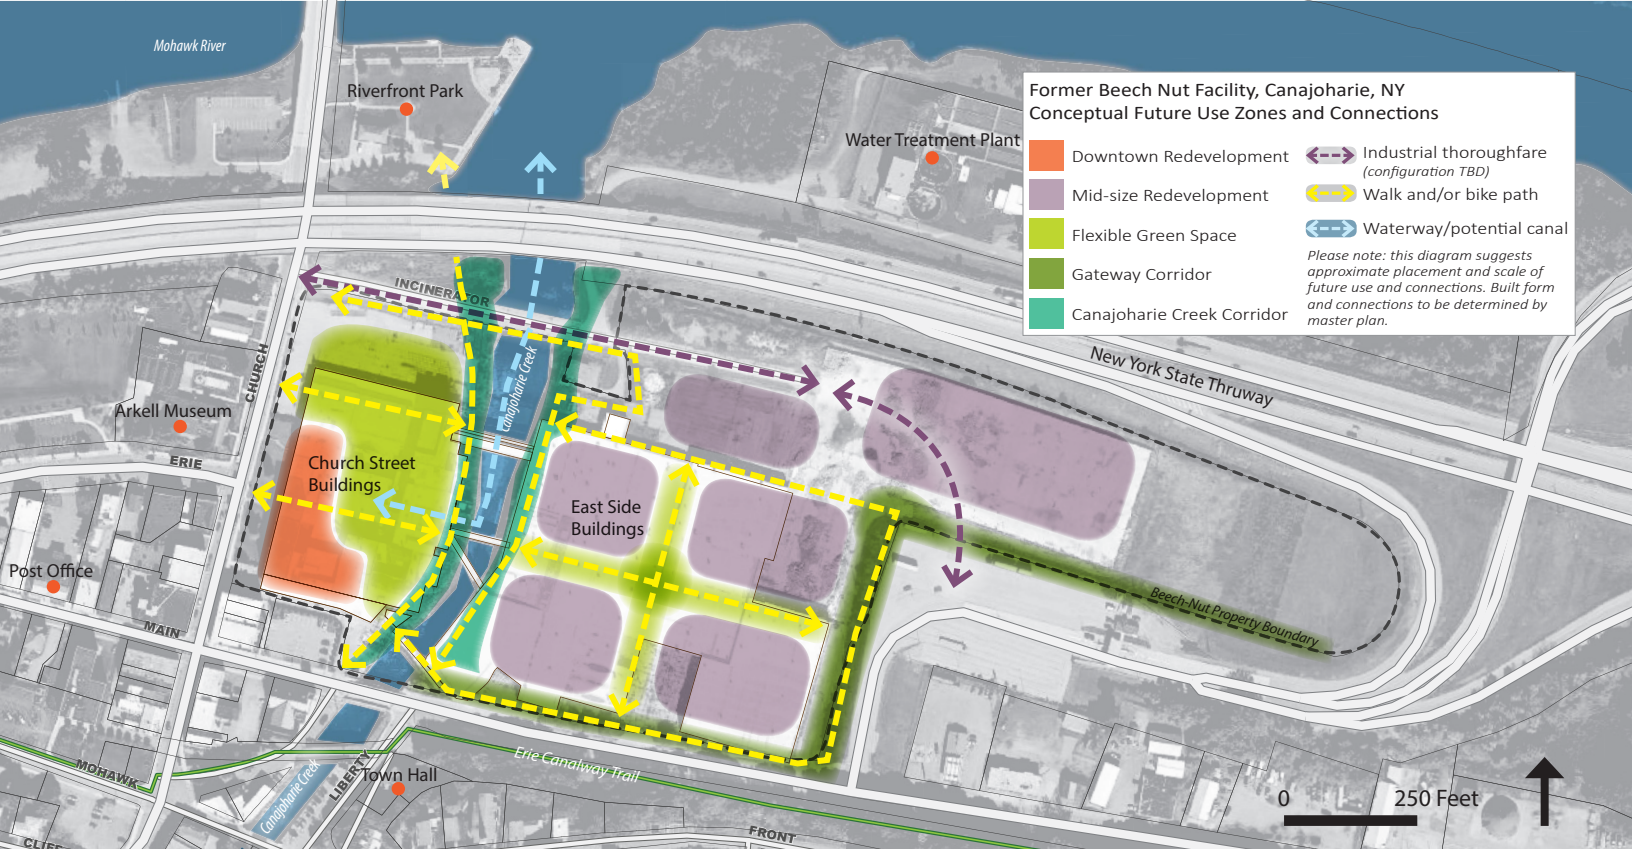 Mohawk River
Riverfront Park
Water Treatment Plant
Former Beech Nut Facility, Canajoharie, NY
Conceptual Future Use Zones and Connections
Downtown Redevelopment
Mid-size Redevelopment
Flexible Green Space
Gateway Corridor
Canajoharie Creek Corridor
Industrial thoroughfare
(configuration TBD)
Walk and/or bike path
Waterway/potential canal
Please note: this diagram suggests
approximate placement and scale of
future use and connections. Built form
and connections to be determined by
master plan.
INCINERATOR
New York State Thruway
CHURCH
Canajoharie Creek
Arkell Museum
ERIE
Church Street
Buildings
East Side
Buildings
Post Office
Beech-Nut Property Boundary
MAIN
Erie Canalway Trail
MOHAWK
LIBERTY
Town Hall
Canajoharie Creek
0
250 Feet
FRONT